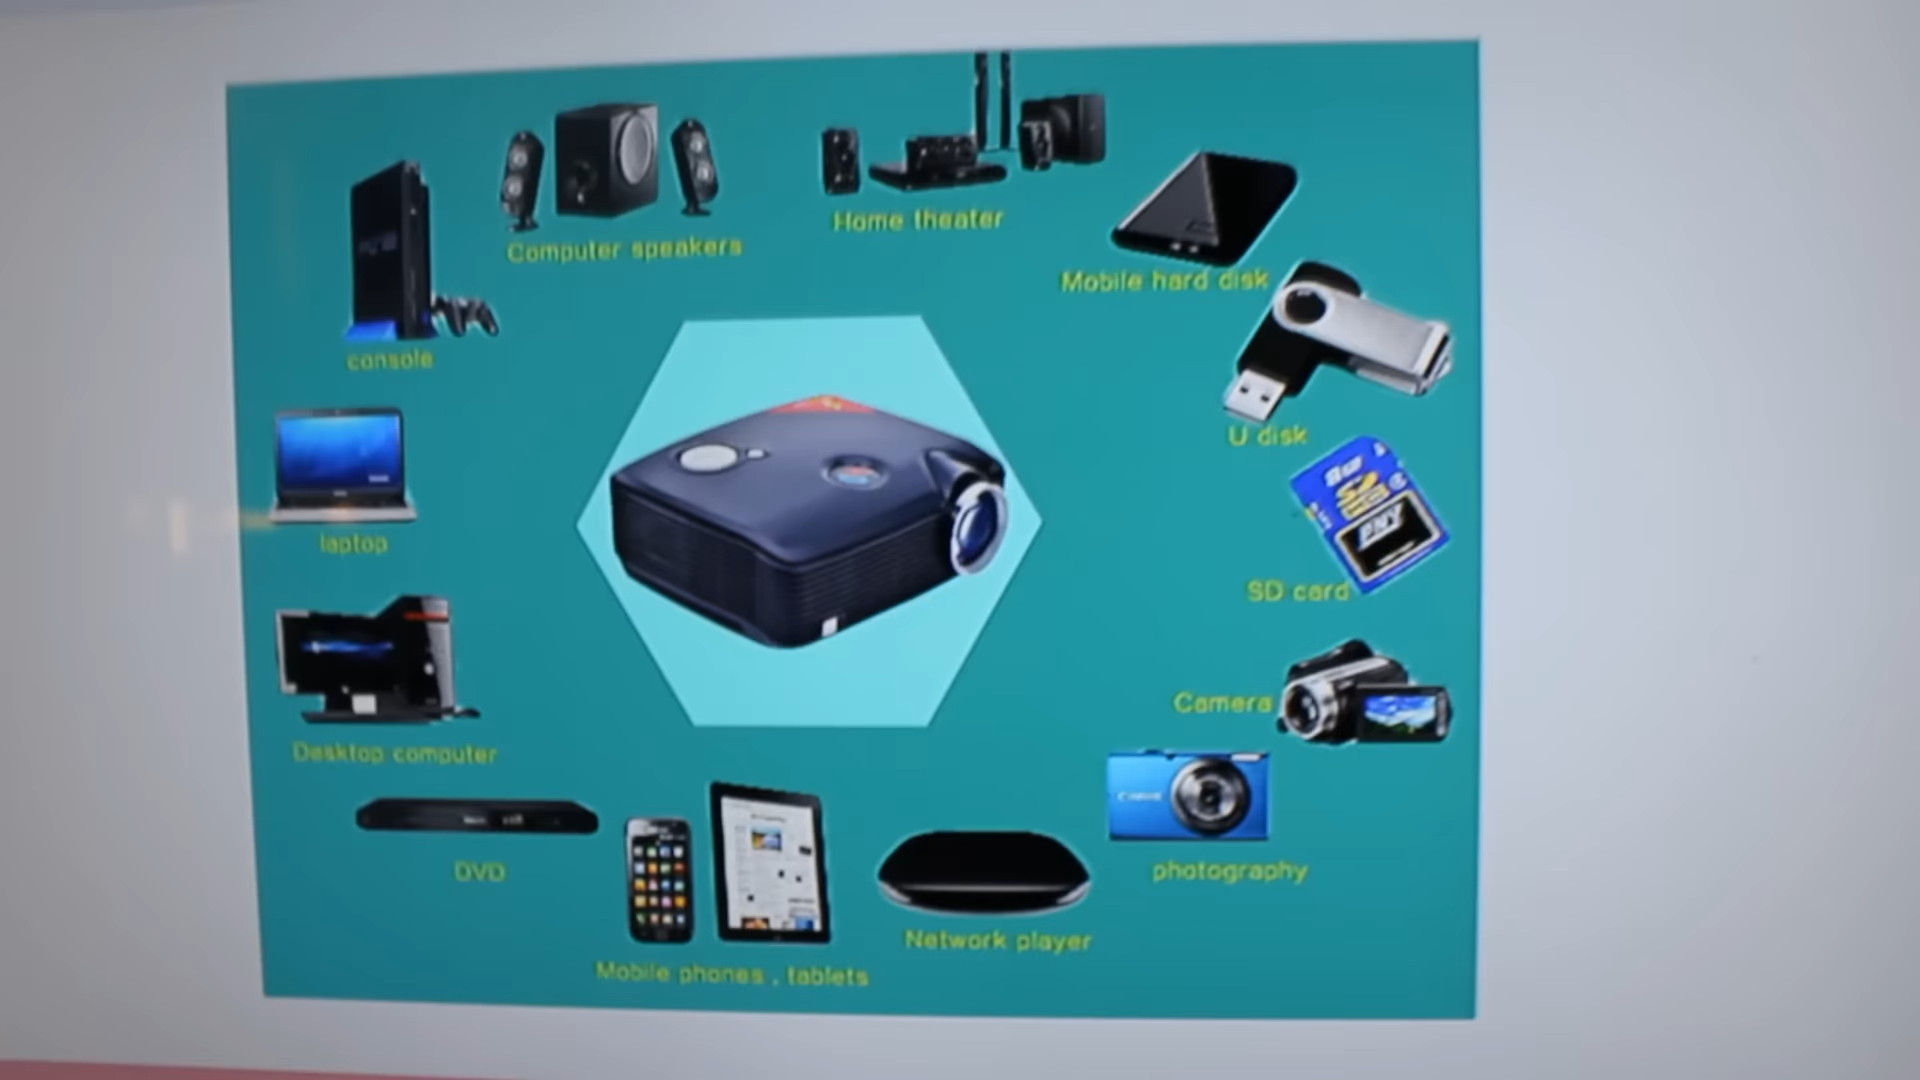 Home theater
Computer speakers
Mobile hard disk
console
U disk
laptop
SD card
Camera
Desktop computer
DVD
photography
Network player
Mobile phones , tablets